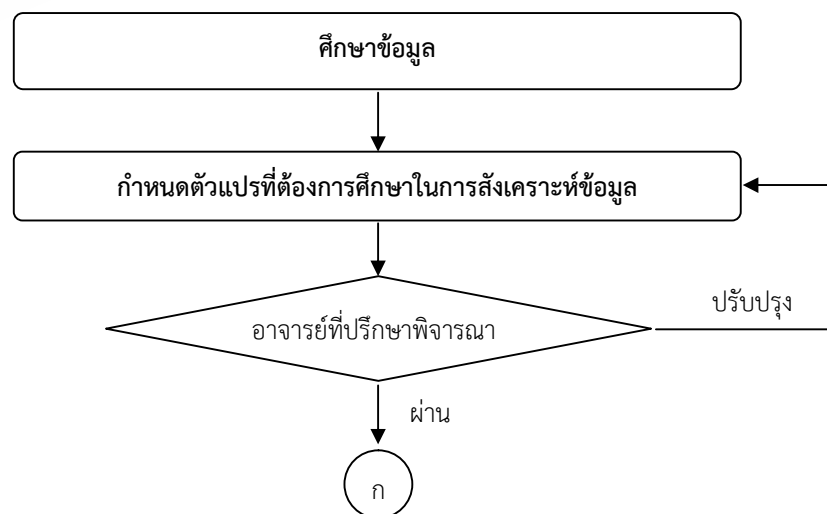 ศึกษาข้อมูล
กำหนดตัวแปรที่ต้องการศึกษาในการสังเคราะห์ข้อมูล
ปรับปรุง
อาจารย์ที่ปรึกษาพิจารณา
ผ่าน
ก